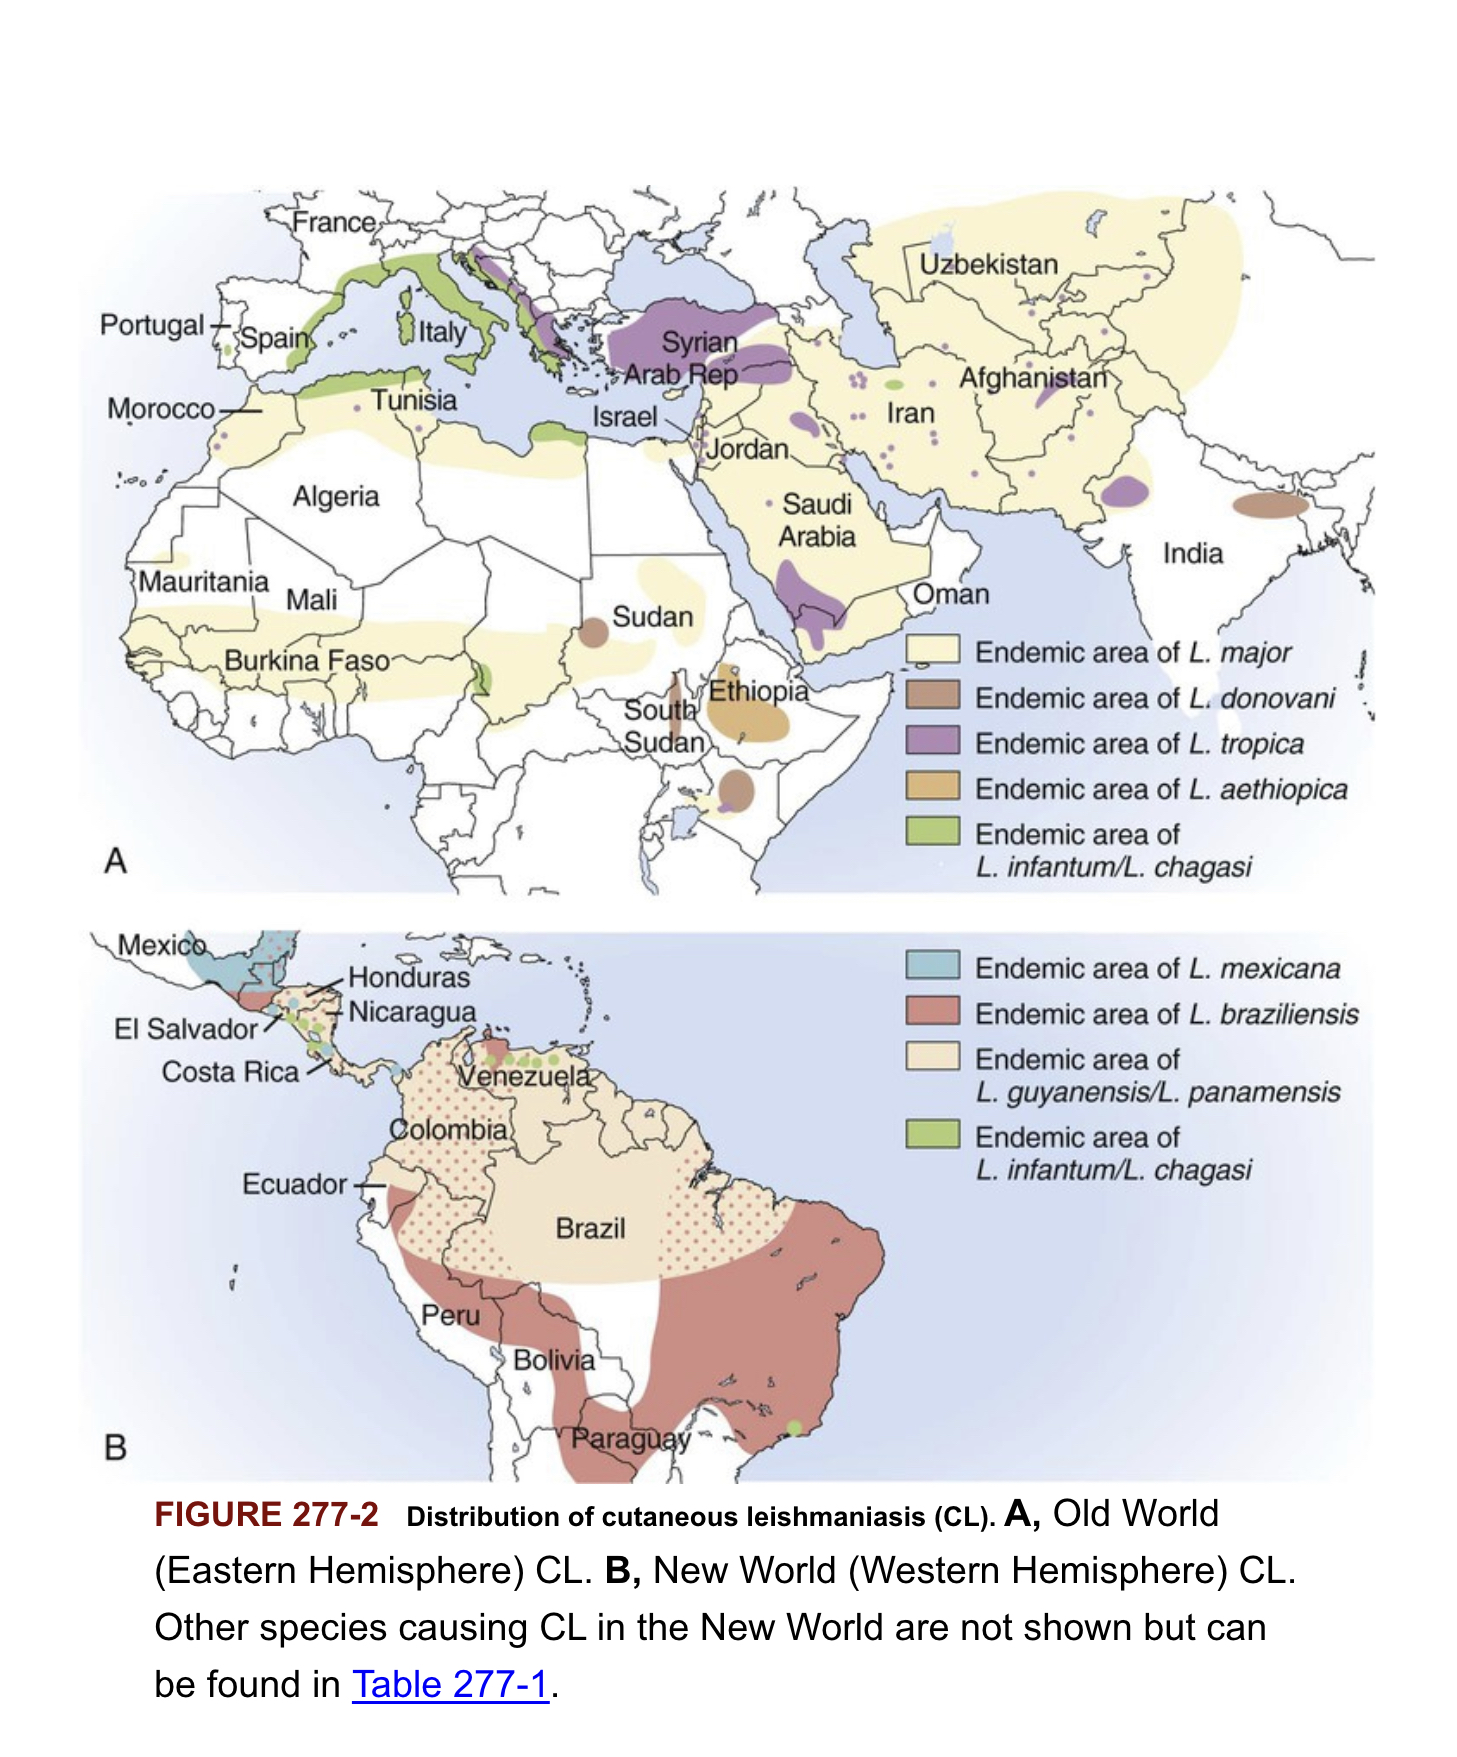 France
Uzbekistan
Portugal
Spain
Italy
Syrian
Arab Rep
Afghanistan
Morocco
Tunisia
Israel
Iran
Jordan
Algeria
Saudi
Arabia
India
Mauritania
Mali
Sudan
Oman
Burkina Faso
Ethiopia
South
Sudan
Endemic area of L. major
Endemic area of L. donovani
Endemic area of L. tropica
Endemic area of L. aethiopica
Endemic area of
L. infantum/L. chagasi
A
Mexico
Honduras
Nicaragua
El Salvador
Costa Rica
Venezuela
Colombia
Ecuador
Brazil
Peru
Bolivia
Paraguay
Endemic area of L. mexicana
Endemic area of L. braziliensis
Endemic area of
L. guyanensis/L. panamensis
Endemic area of
L. infantum/L. chagasi
B
FIGURE 277-2 Distribution of cutaneous leishmaniasis (CL). A, Old World
(Eastern Hemisphere) CL. B, New World (Western Hemisphere) CL.
Other species causing CL in the New World are not shown but can
be found in Table 277-1.